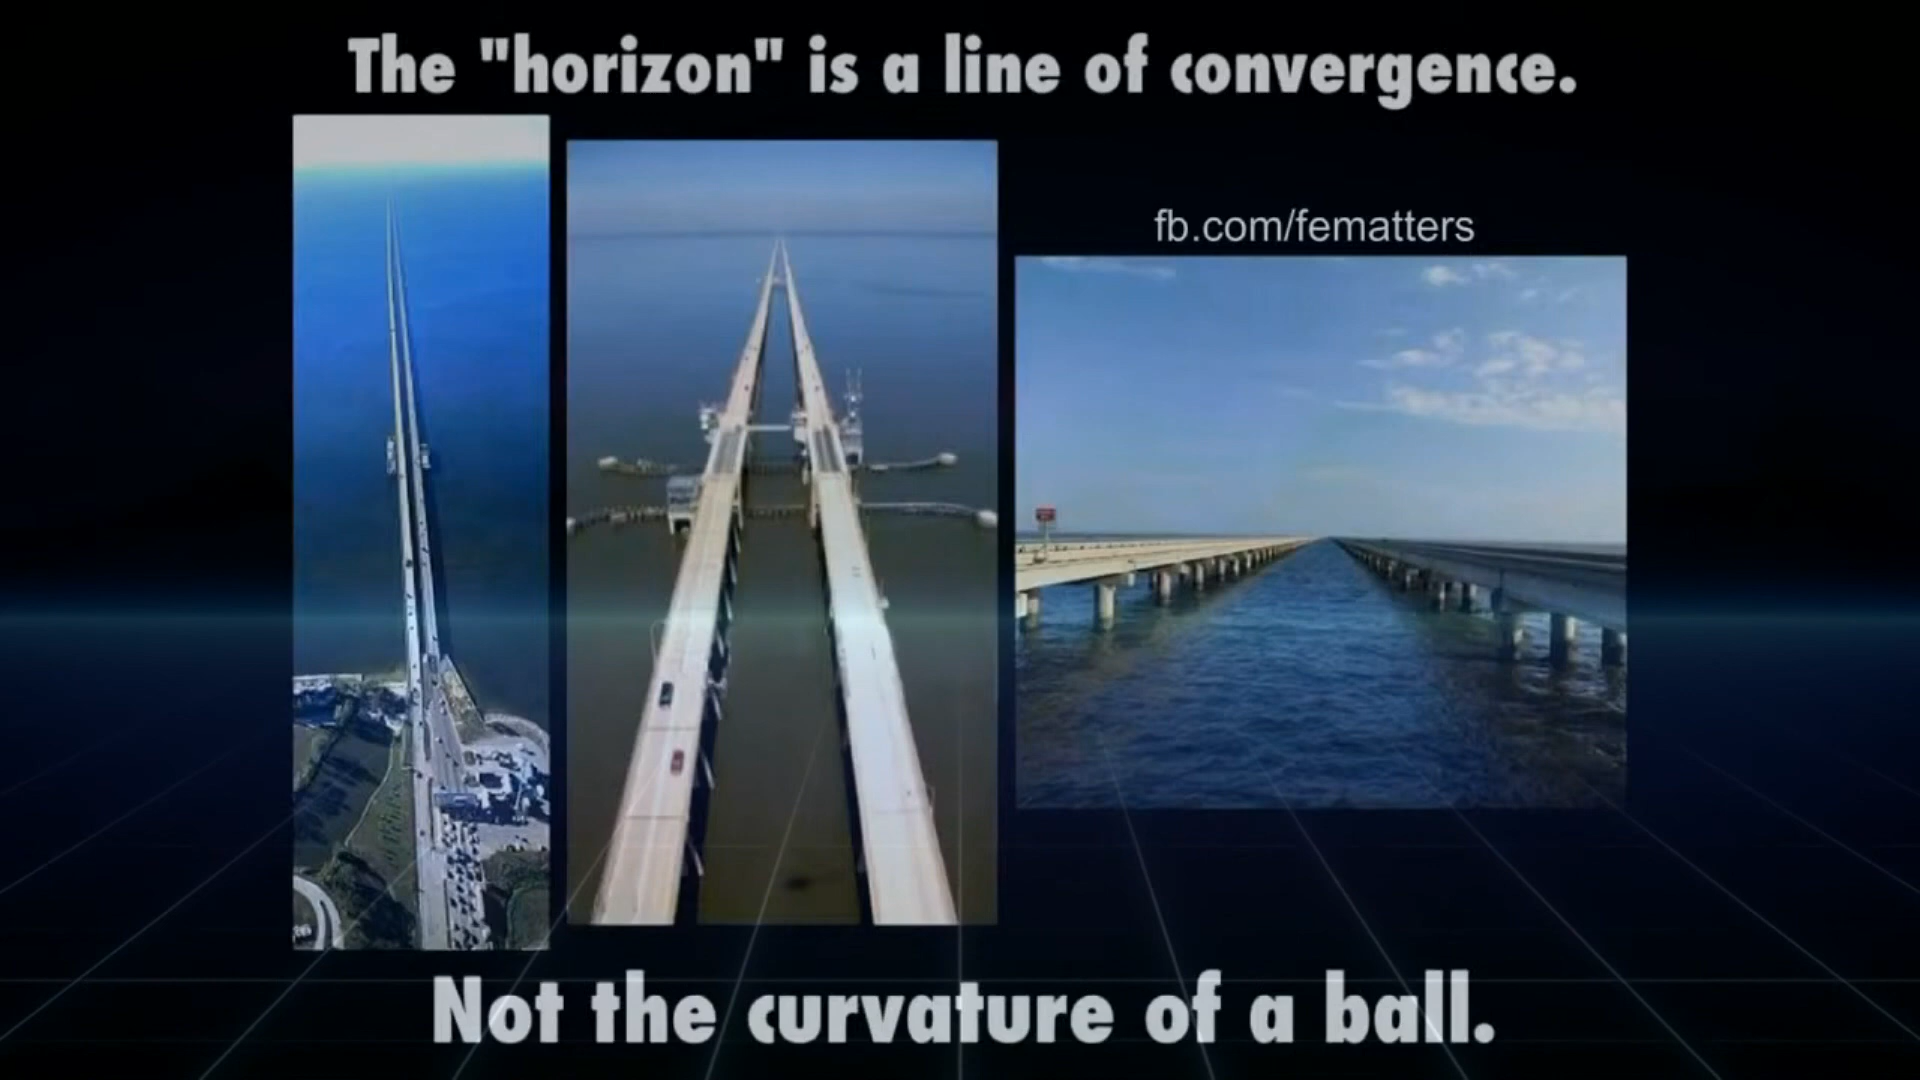 The "horizon" is a line of convergence.
fb.com/fematters
Not the curvature of a ball.